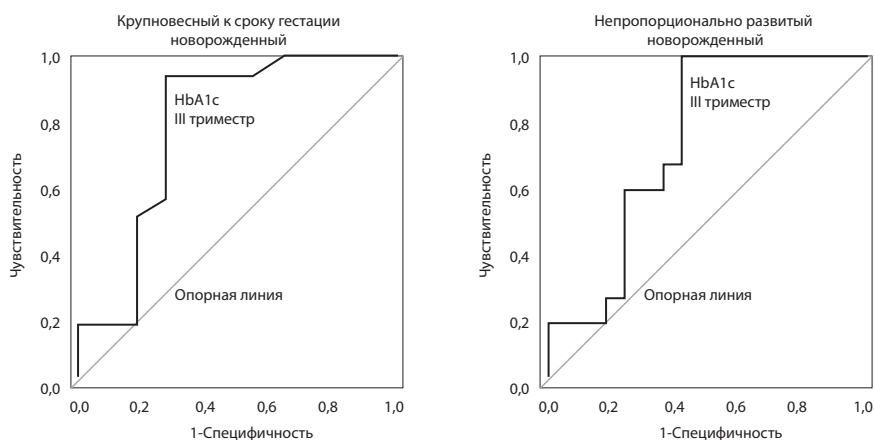 Крупновесный к сроку гестации
новорожденный
1,0
0,8
0,6
0,4
0,2
0,0
Чувствительность
HbA1c
III триместр
Опорная линия
0,0 0,2 0,4 0,6 0,2 1,0
1-Специфичность
Непропорционально развитый
новорожденный
1,0
0,8
0,6
0,4
0,2
0,0
Чувствительность
HbA1c
III триместр
Опорная линия
0,0 0,2 0,4 0,6 0,8 1,0
1-Специфичность